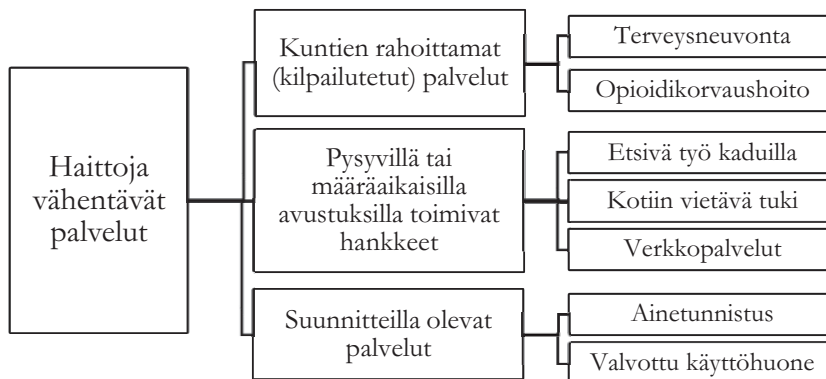 Haittoja
vähentävät
palvelut
Kuntien rahoittamat
(kilpailutetut) palvelut
Terveysneuvonta
Opioidikorvaushoito
Pysyvillä tai
määräaikaisilla
avustuksilla toimivat
hankkeet
Etsivä työ kaduilla
Kotiin vietävä tuki
Verkkopalvelut
Suunnitteilla olevat
palvelut
Ainetunnistus
Valvottu käyttöhuone